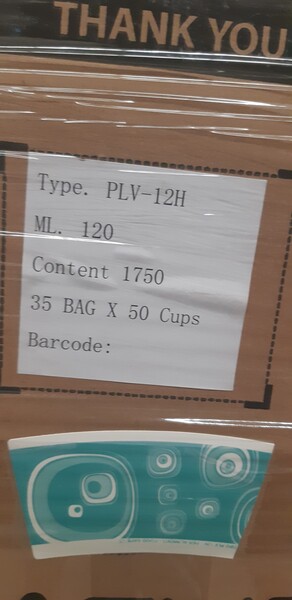 THANK YOU
Type. PLV-12H
ML. 120
Content 1750
35 BAG X 50 Cups
Barcode: